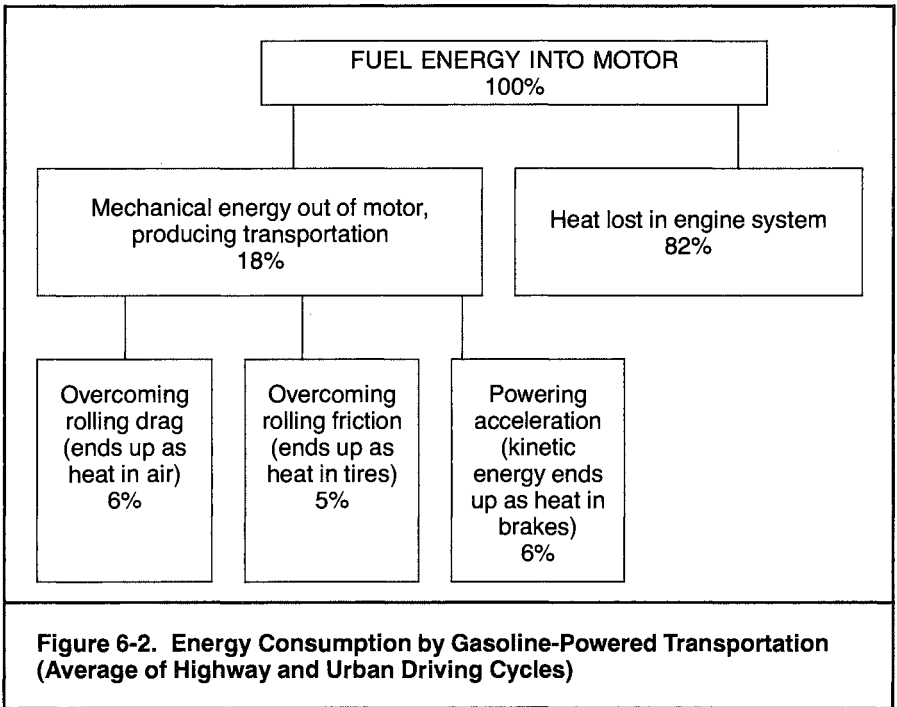 FUEL ENERGY INTO MOTOR
100%
Mechanical energy out of motor,
producing transportation
18%
Heat lost in engine system
82%
Overcoming
rolling drag
(ends up as
heat in air)
6%
Overcoming
rolling friction
(ends up as
heat in tires)
5%
Powering
acceleration
(kinetic
energy ends
up as heat in
brakes)
6%
Figure 6-2. Energy Consumption by Gasoline-Powered Transportation
(Average of Highway and Urban Driving Cycles)